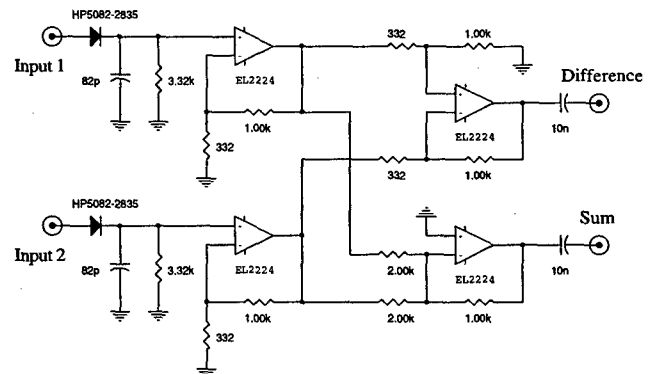 HP5082-2835
Input 1
82p
3.32k
EL2224
1.00k
332
332
1.00k
EL2224
332
1.00k
10n
Difference
HP5082-2835
Input 2
82p
3.32k
EL2224
1.00k
332
2.00k
2.00k
EL2224
1.00k
10n
Sum